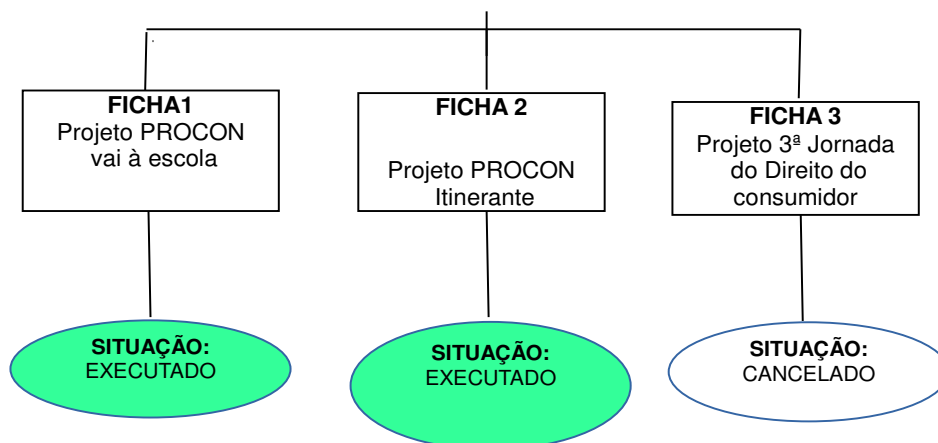 FICHA1
Projeto PROCON
vai à escola
FICHA 2
Projeto PROCON
Itinerante
FICHA 3
Projeto 3ª Jornada
do Direito do
consumidor
SITUAÇÃO:
EXECUTADO
SITUAÇÃO:
EXECUTADO
SITUAÇÃO:
CANCELADO